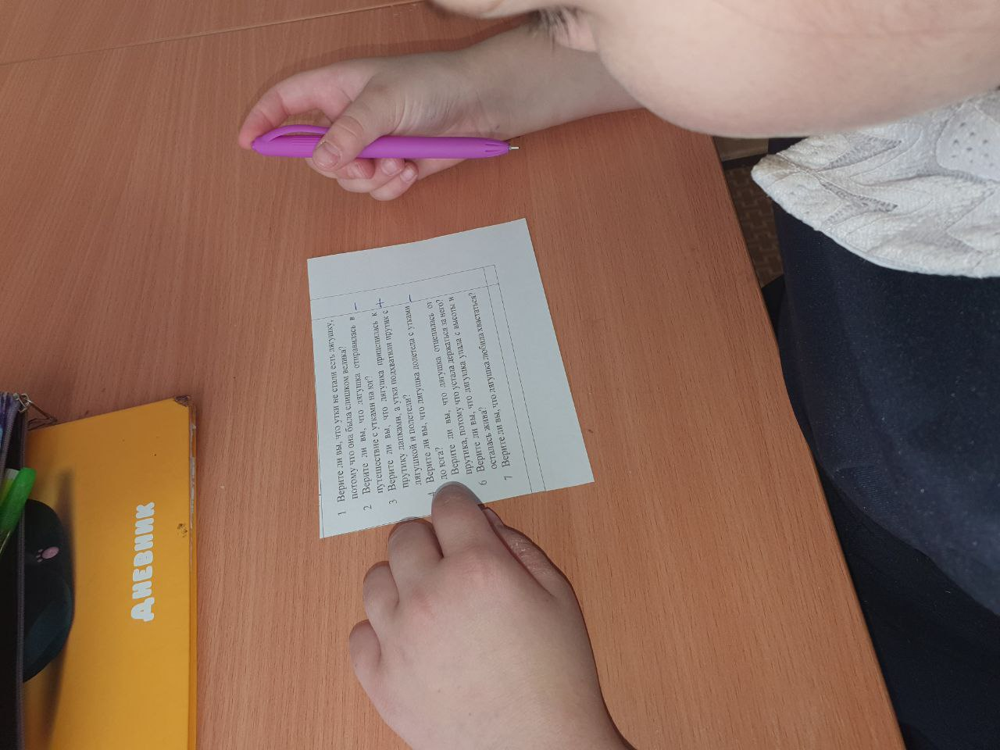 1 Верите ли вы, что утки не стали есть лягушку,
потому что она была слишком велика? –
2 Верите ли вы, что лягушка отправилась в
путешествие с утками на юг? +
3 Верите ли вы, что лягушка прицепилась к
прутику лапками, а утки подхватили прутик с
лягушкой и полетели? –
4 Верите ли вы, что лягушка долетела с утками
до юга?
Верите ли вы, что лягушка отцепилась от
прутика, потому что устала держаться за него?
6 Верите ли вы, что лягушка упала с высоты и
осталась жива?
7 Верите ли вы, что лягушка любила хвастаться?
ДНЕВНИК